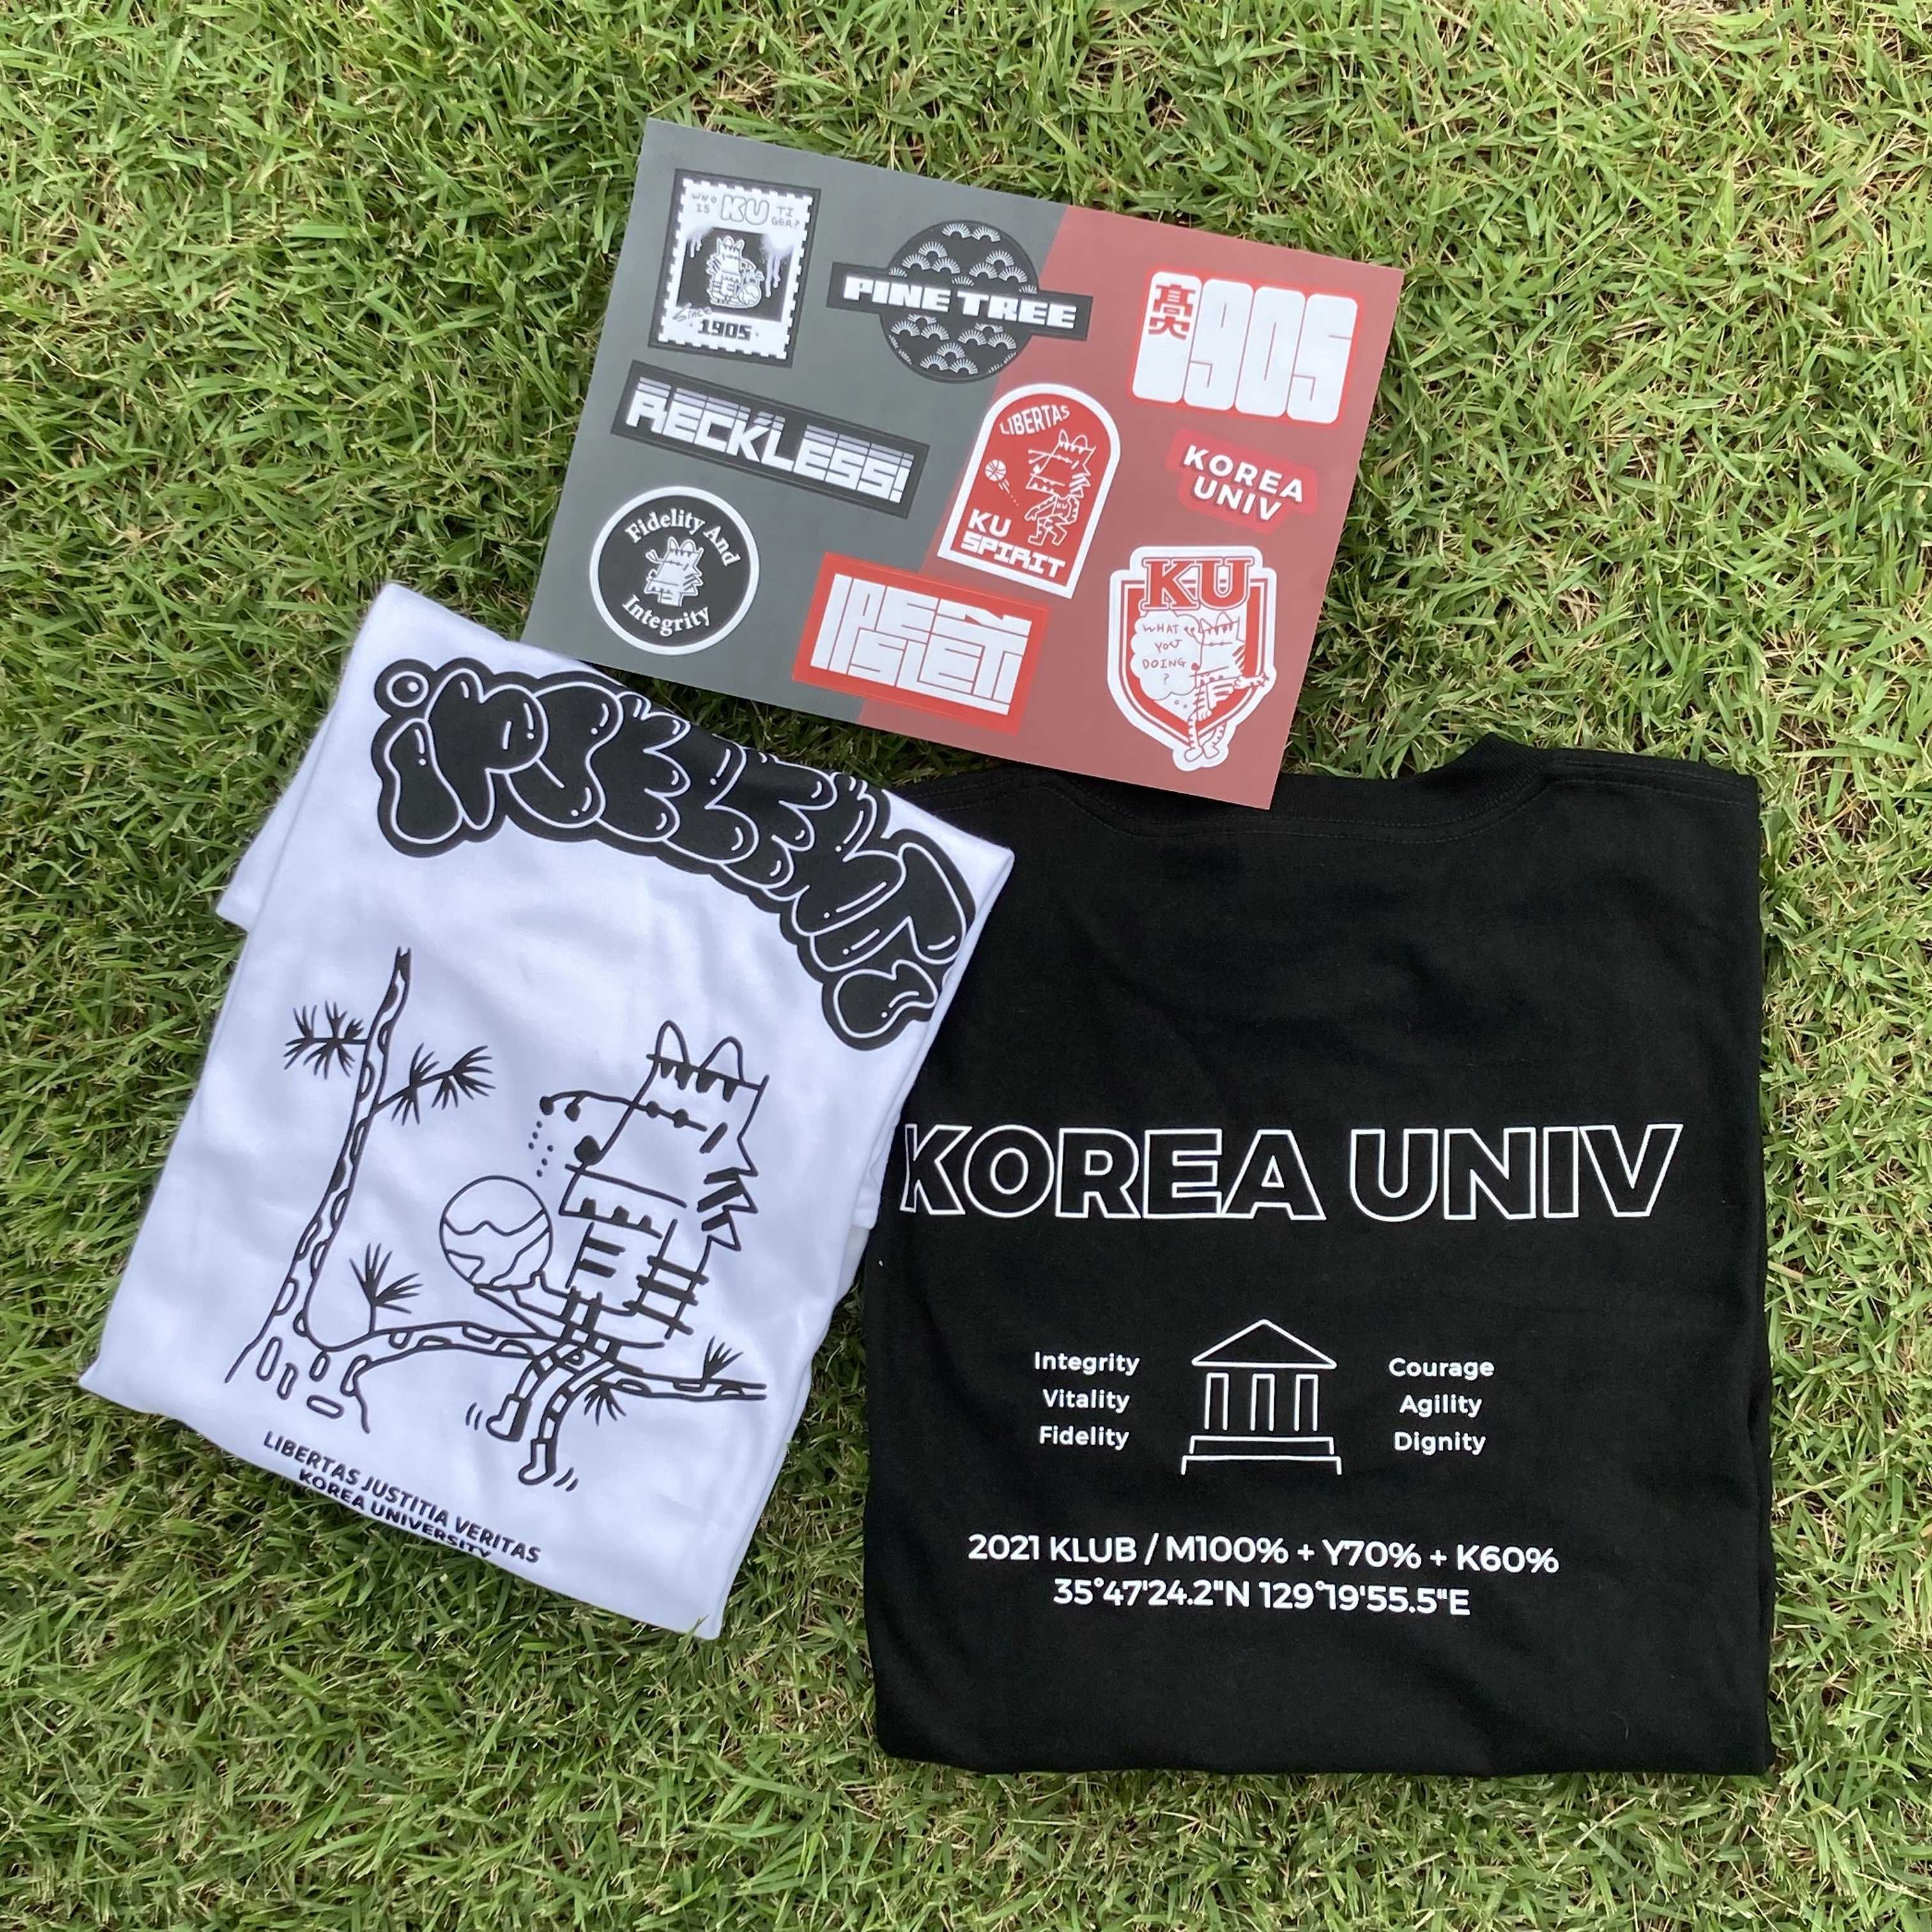 WHO IS KU TI GER?
Since
·1905·
PINE TREE
高大
1905
RECKLESS!
LIBERTAS
KU
SPIRIT
KOREA
UNIV
Fidelity And
Integrity
IPSELENTI
KU
WHAT
YOU
DOING
?
iPSELENTi
LIBERTAS JUSTITIA VERITAS
KOREA UNIVERSITY
KOREA UNIV
Integrity
Vitality
Fidelity
Courage
Agility
Dignity
2021 KLUB / M100% + Y70% + K60%
35°47'24.2"N 129°19'55.5"E